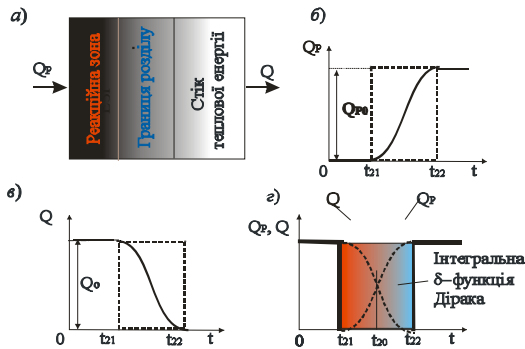 а)
Qр
Реакційна зона
Границя розділу
Стік
теплової енергії
Q
б)
Qр
Qр0
0
t21
t22
t
в)
Q
Q0
0
t21
t22
t
г)
Q
Qр
Qр, Q
Інтегральна
δ–функція
Дірака
0
t21
t20
t22
t